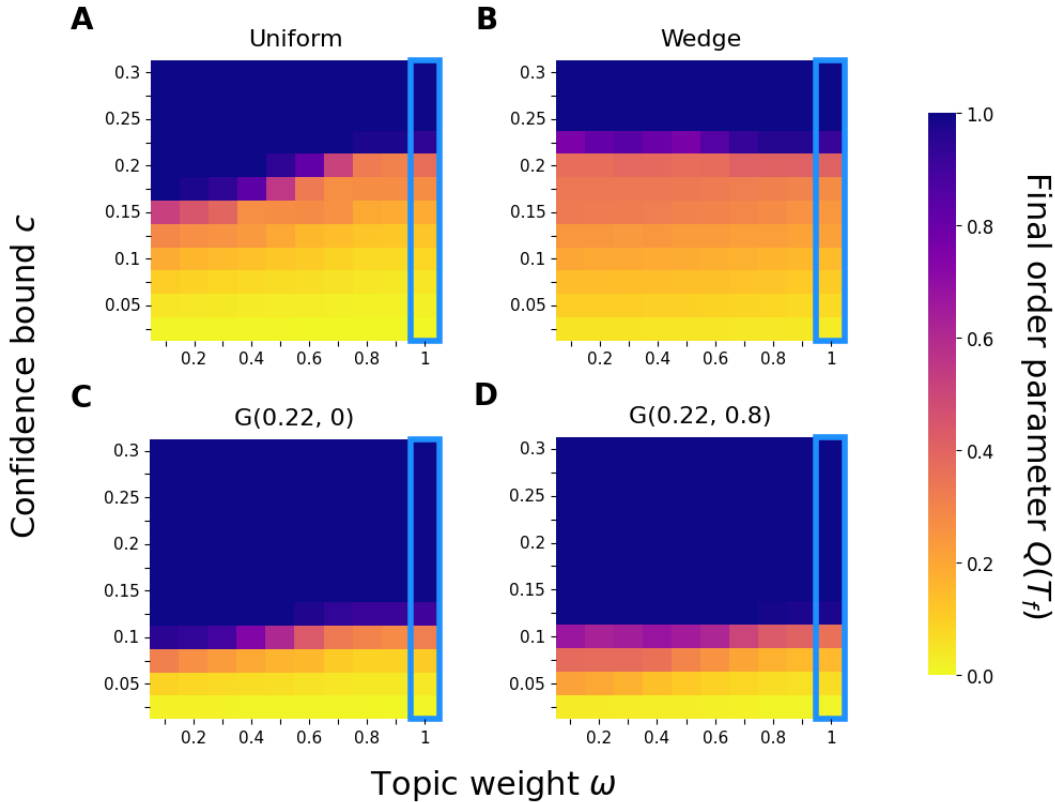 A
Uniform
0.3
0.25
0.2
0.15
0.1
0.05
0.2 0.4 0.6 0.8 1
B
Wedge
0.3
0.25
0.2
0.15
0.1
0.05
0.2 0.4 0.6 0.8 1
C
G(0.22, 0)
0.3
0.25
0.2
0.15
0.1
0.05
0.2 0.4 0.6 0.8 1
D
G(0.22, 0.8)
0.3
0.25
0.2
0.15
0.1
0.05
0.2 0.4 0.6 0.8 1
Confidence bound c
Topic weight ω
1.0
0.8
0.6
0.4
0.2
0.0
Final order parameter Q(T_f)